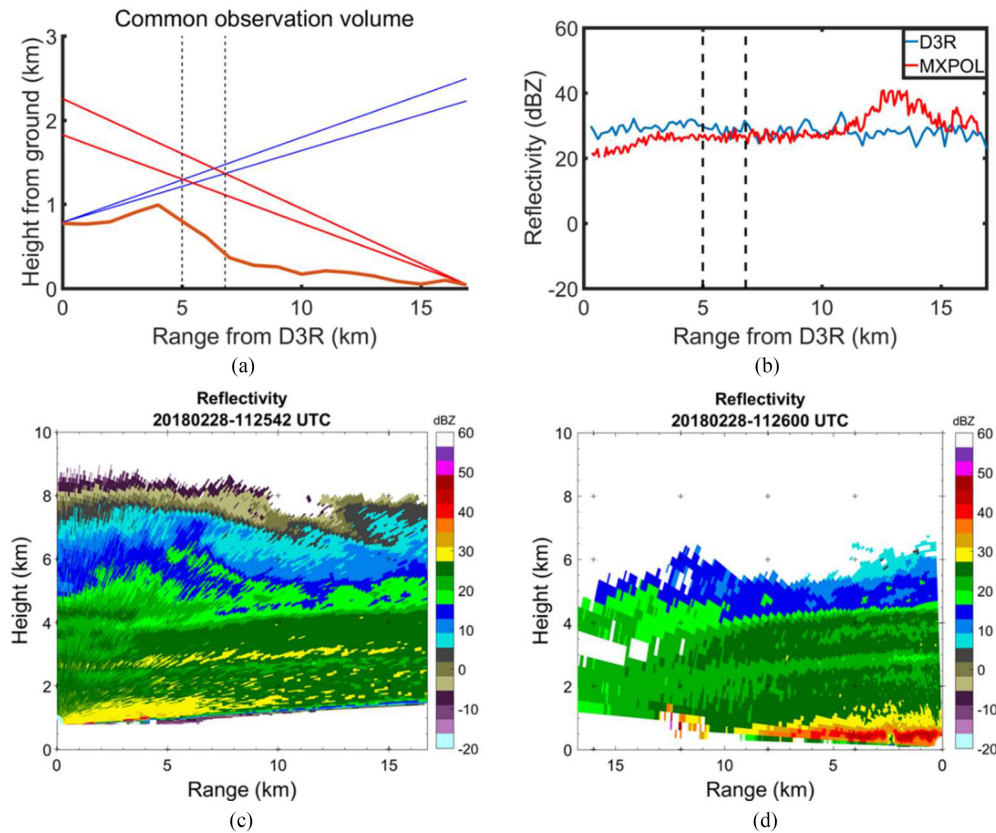 Common observation volume
Height from ground (km)
3
2
1
0
0
5
10
15
Range from D3R (km)
(a)
Reflectivity (dBZ)
60
40
20
0
-20
0
5
10
15
D3R
MXPOL
Range from D3R (km)
(b)
Reflectivity
20180228-112542 UTC
dBZ
Height (km)
10
8
6
4
2
0
0
5
10
15
60
50
40
30
20
10
0
-10
-20
Range (km)
(c)
Reflectivity
20180228-112600 UTC
dBZ
Height (km)
10
8
6
4
2
0
15
12
8
4
0
60
50
40
30
20
10
0
-10
-20
Range (km)
(d)